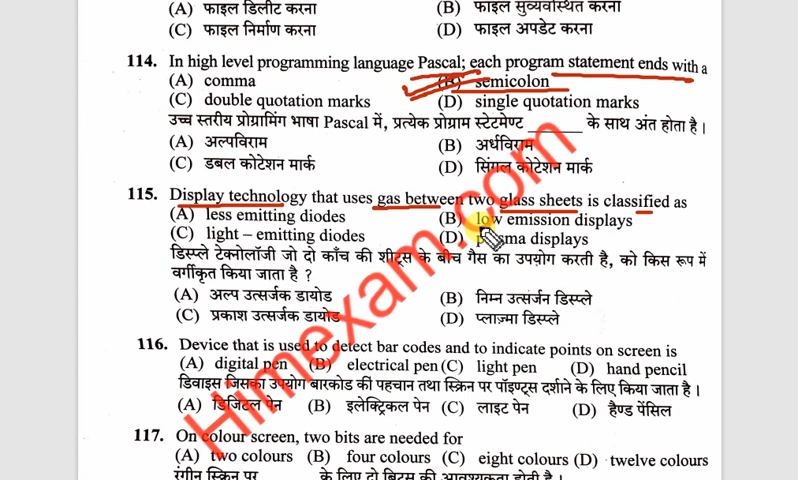 (A) फाइल डिलीट करना (B) फाइल सुव्यवस्थित करना
(C) फाइल निर्माण करना (D) फाइल अपडेट करना
114. In high level programming language Pascal; each program statement ends with a
(A) comma (B) semicolon
(C) double quotation marks (D) single quotation marks
उच्च स्तरीय प्रोग्रामिंग भाषा Pascal में, प्रत्येक प्रोग्राम स्टेटमेण्ट ______ के साथ अंत होता है।
(A) अल्पविराम (B) अर्धविराम
(C) डबल कोटेशन मार्क (D) सिंगल कोटेशन मार्क
115. Display technology that uses gas between two glass sheets is classified as
(A) less emitting diodes (B) low emission displays
(C) light – emitting diodes (D) plasma displays
डिस्प्ले टेक्नोलॉजी जो दो काँच की शीट्स के बीच गैस का उपयोग करती है, को किस रूप में
वर्गीकृत किया जाता है ?
(A) अल्प उत्सर्जक डायोड (B) निम्न उत्सर्जन डिस्प्ले
(C) प्रकाश उत्सर्जक डायोड (D) प्लाज़्मा डिस्प्ले
116. Device that is used to detect bar codes and to indicate points on screen is
(A) digital pen (B) electrical pen (C) light pen (D) hand pencil
डिवाइस जिसका उपयोग बारकोड की पहचान तथा स्क्रिन पर पॉइण्ट्स दर्शाने के लिए किया जाता है।
(A) डिजिटल पेन (B) इलेक्ट्रिकल पेन (C) लाइट पेन (D) हैण्ड पेंसिल
117. On colour screen, two bits are needed for
(A) two colours (B) four colours (C) eight colours (D) twelve colours
रंगीन स्क्रिन पर के लिए दो बिट्स की आवश्यकता होती है।
Himexam.com